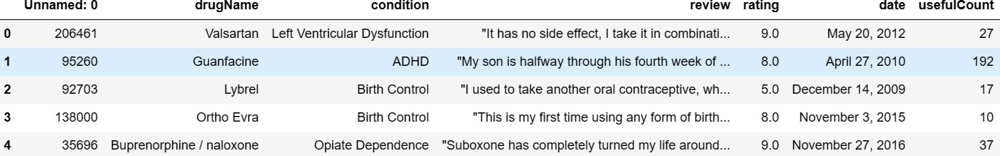 Unnamed: 0 drugName condition review rating date usefulCount
0 206461 Valsartan Left Ventricular Dysfunction "It has no side effect, I take it in combinati... 9.0 May 20, 2012 27
1 95260 Guanfacine ADHD "My son is halfway through his fourth week of ... 8.0 April 27, 2010 192
2 92703 Lybrel Birth Control "I used to take another oral contraceptive, wh... 5.0 December 14, 2009 17
3 138000 Ortho Evra Birth Control "This is my first time using any form of birth... 8.0 November 3, 2015 10
4 35696 Buprenorphine / naloxone Opiate Dependence "Suboxone has completely turned my life around... 9.0 November 27, 2016 37